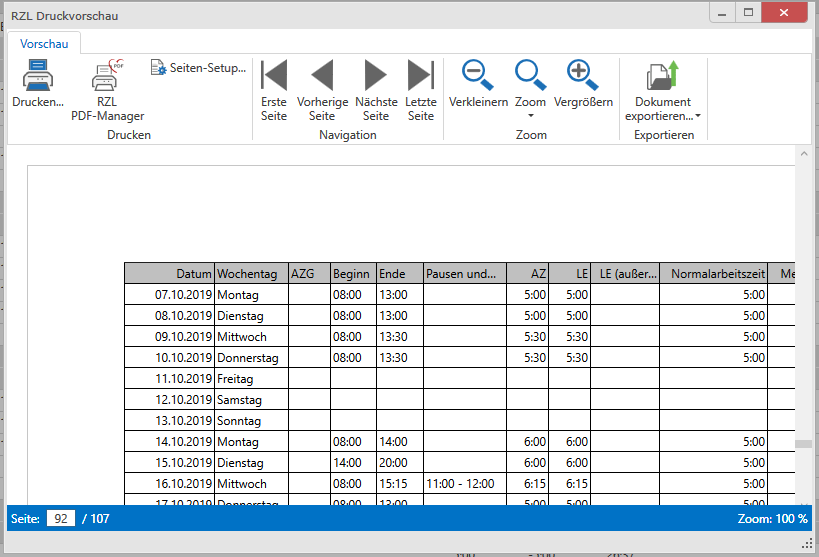 RZL Druckvorschau
Vorschau
Drucken...
RZL PDF-Manager
PDF
Seiten-Setup...
Drucken
Erste Seite
Vorherige Seite
Nächste Seite
Letzte Seite
Navigation
Verkleinern
Zoom
Vergrößern
Zoom
Dokument exportieren...
Exportieren
Datum Wochentag AZG Beginn Ende Pausen und... AZ LE LE (außer... Normalarbeitszeit Me
07.10.2019 Montag 08:00 13:00 5:00 5:00 5:00
08.10.2019 Dienstag 08:00 13:00 5:00 5:00 5:00
09.10.2019 Mittwoch 08:00 13:30 5:30 5:30 5:00
10.10.2019 Donnerstag 08:00 13:30 5:30 5:30 5:00
11.10.2019 Freitag
12.10.2019 Samstag
13.10.2019 Sonntag
14.10.2019 Montag 08:00 14:00 6:00 6:00 5:00
15.10.2019 Dienstag 14:00 20:00 6:00 6:00 5:00
16.10.2019 Mittwoch 08:00 15:15 11:00 - 12:00 6:15 6:15 5:00
17.10.2019 Donnerstag 08:00 13:00 5:00 5:00 5:00
Seite: 92 / 107 Zoom: 100 %